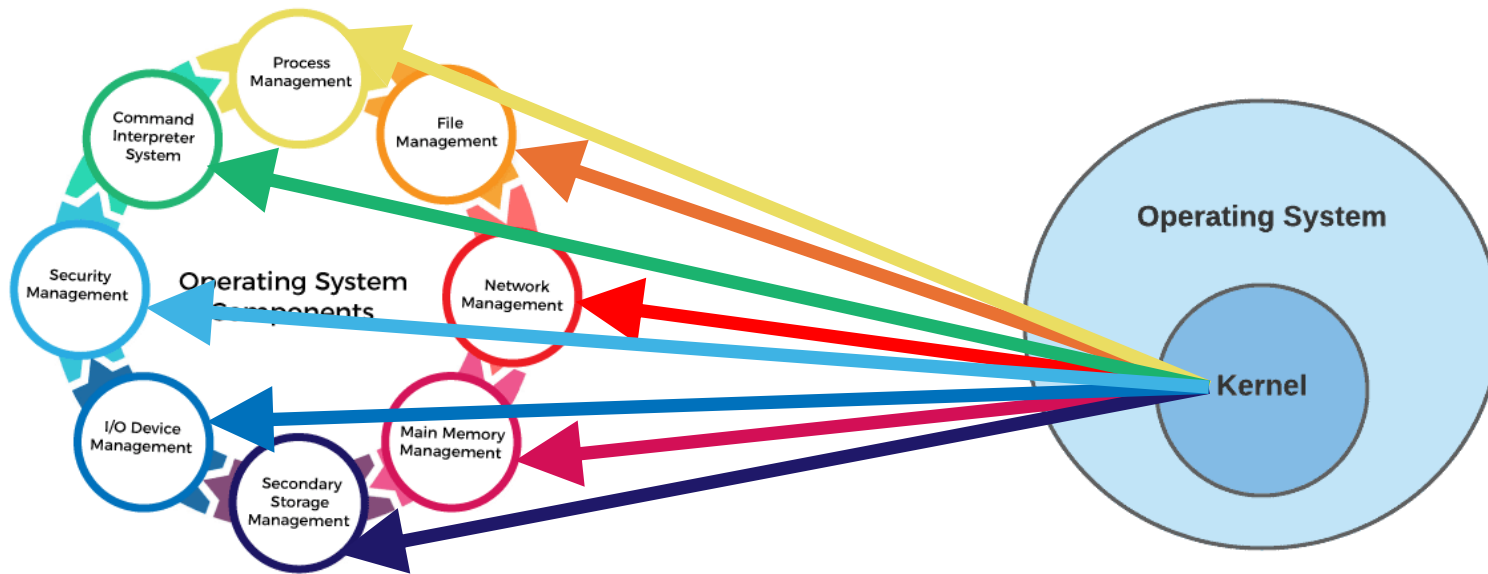 Process
Management
File
Management
Command
Interpreter
System
Operating System
Security
Management
Operating System
Components
Network
Management
Kernel
I/O Device
Management
Main Memory
Management
Secondary
Storage
Management